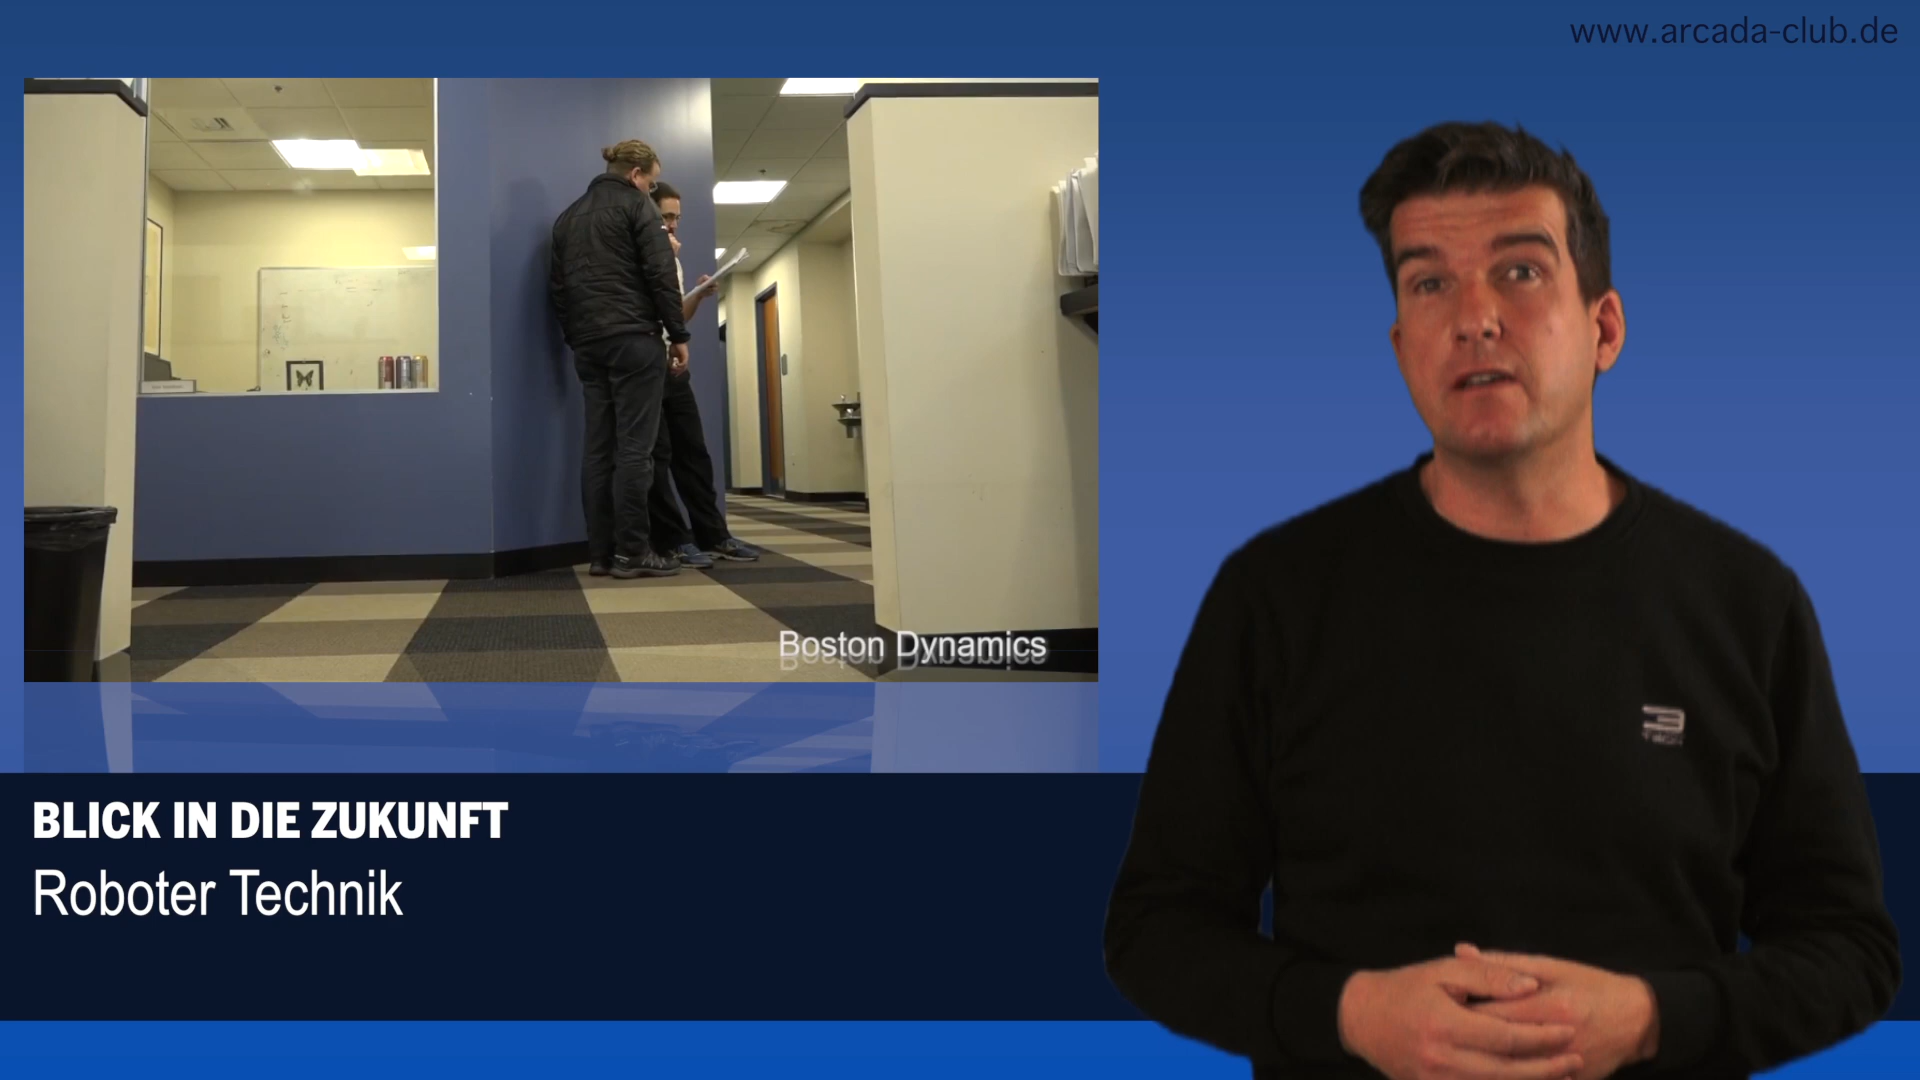 www.arcada-club.de
Boston Dynamics
BLICK IN DIE ZUKUNFT
Roboter Technik